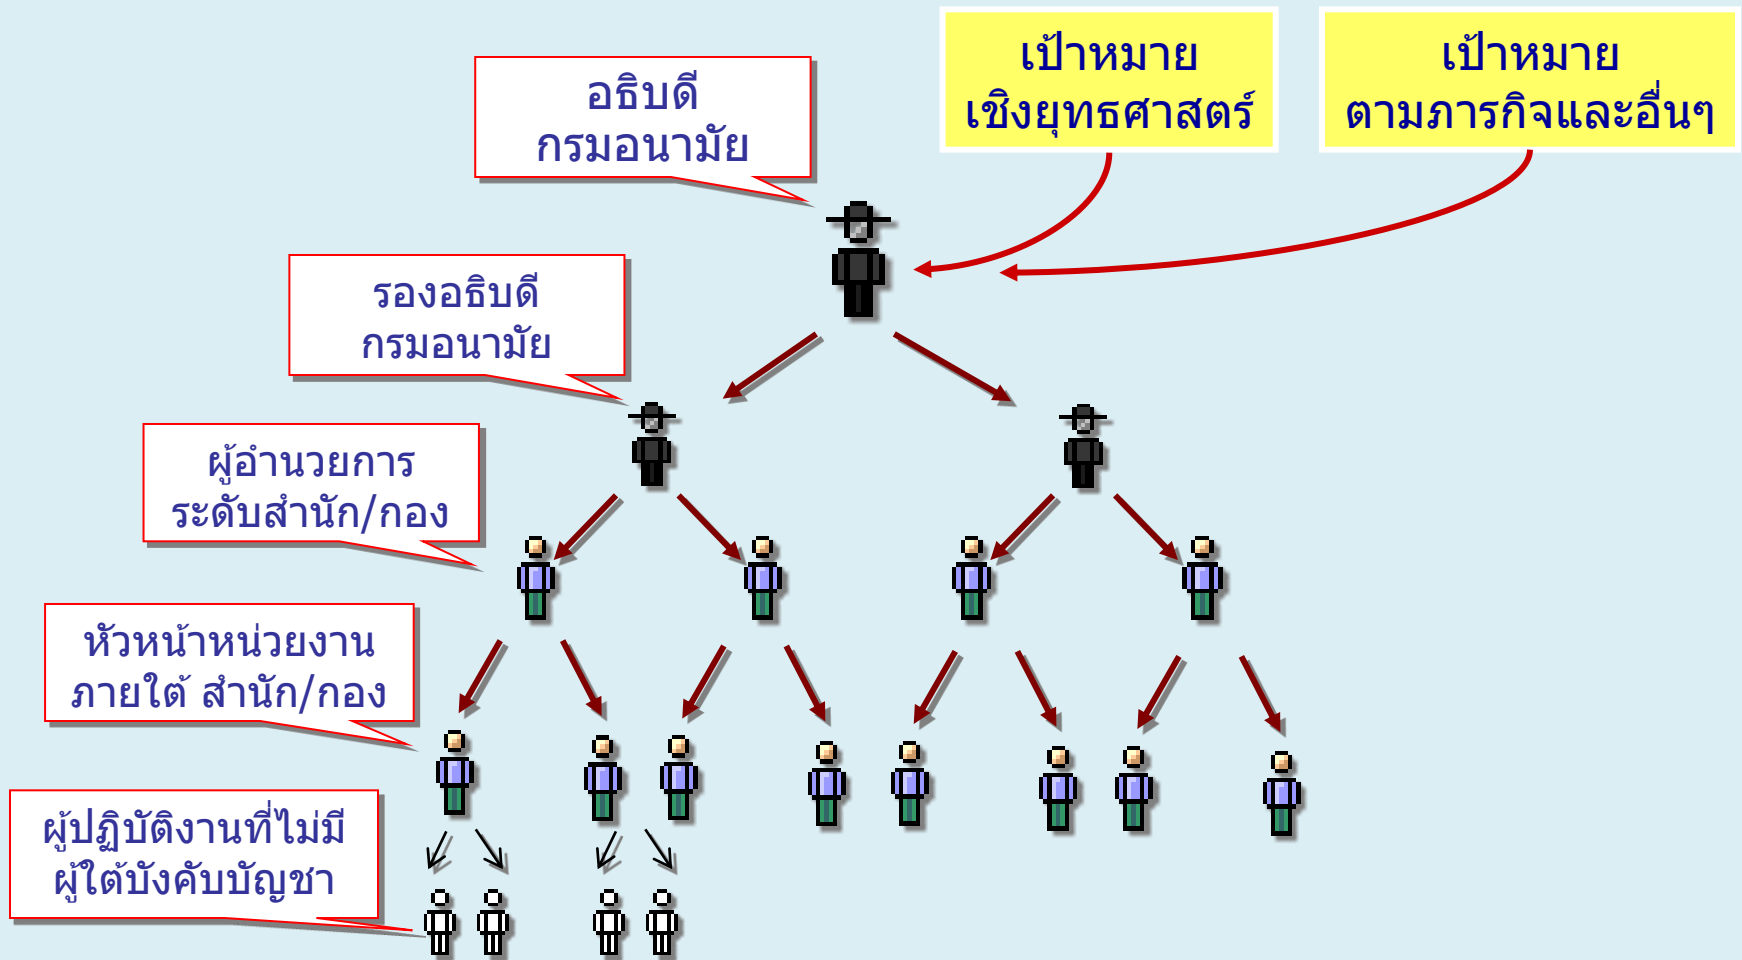 เป้าหมาย
เชิงยุทธศาสตร์
เป้าหมาย
ตามภารกิจและอื่นๆ
อธิบดี
กรมอนามัย
รองอธิบดี
กรมอนามัย
ผู้อำนวยการ
ระดับสำนัก/กอง
หัวหน้าหน่วยงาน
ภายใต้ สำนัก/กอง
ผู้ปฏิบัติงานที่ไม่มี
ผู้ใต้บังคับบัญชา